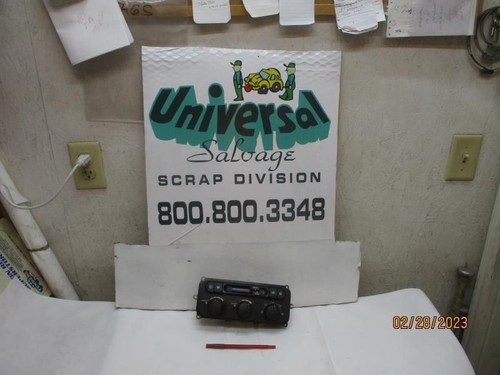 Universal
Salvage
SCRAP DIVISION
800.800.3348
02/28/2023